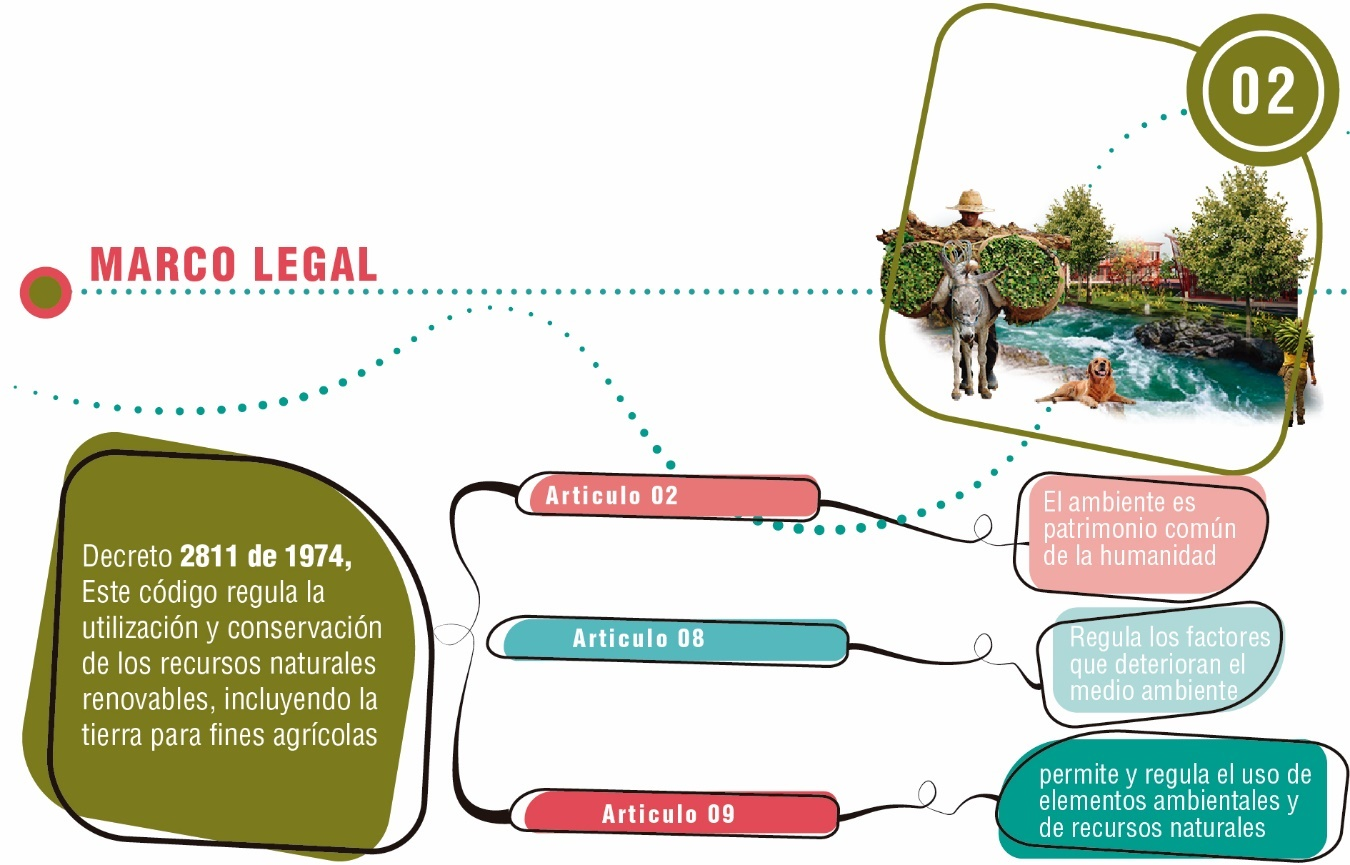 02
MARCO LEGAL
Decreto 2811 de 1974,
Este código regula la
utilización y conservación
de los recursos naturales
renovables, incluyendo la
tierra para fines agrícolas
Articulo 02
El ambiente es
patrimonio común
de la humanidad
Articulo 08
Regula los factores
que deterioran el
medio ambiente
Articulo 09
permite y regula el uso de
elementos ambientales y
de recursos naturales